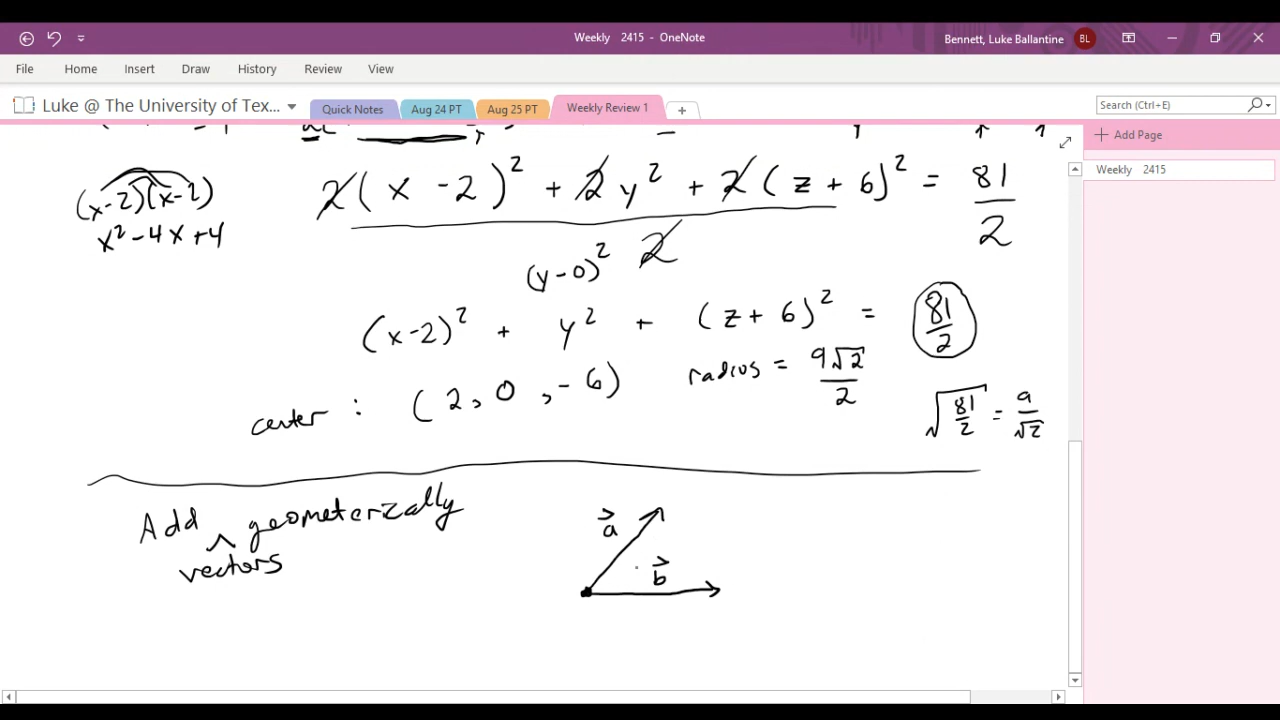 Weekly 2415 - OneNote
Bennett, Luke Ballantine BL
File Home Insert Draw History Review View
Luke @ The University of Tex...
Quick Notes Aug 24 PT Aug 25 PT Weekly Review 1 +
Search (Ctrl+E)
Add Page
Weekly 2415
(x-2)(x-2)
x² - 4x + 4
2(x - 2)² + 2y² + 2(z + 6)² = 81/2
2
(y-0)²
(x-2)² + y² + (z + 6)² = 81/2
center : (2, 0, -6)
radius = 9√2/2
√(81/2) = 9/√2
Add ^ geometerically
vectors
a⃗
b⃗